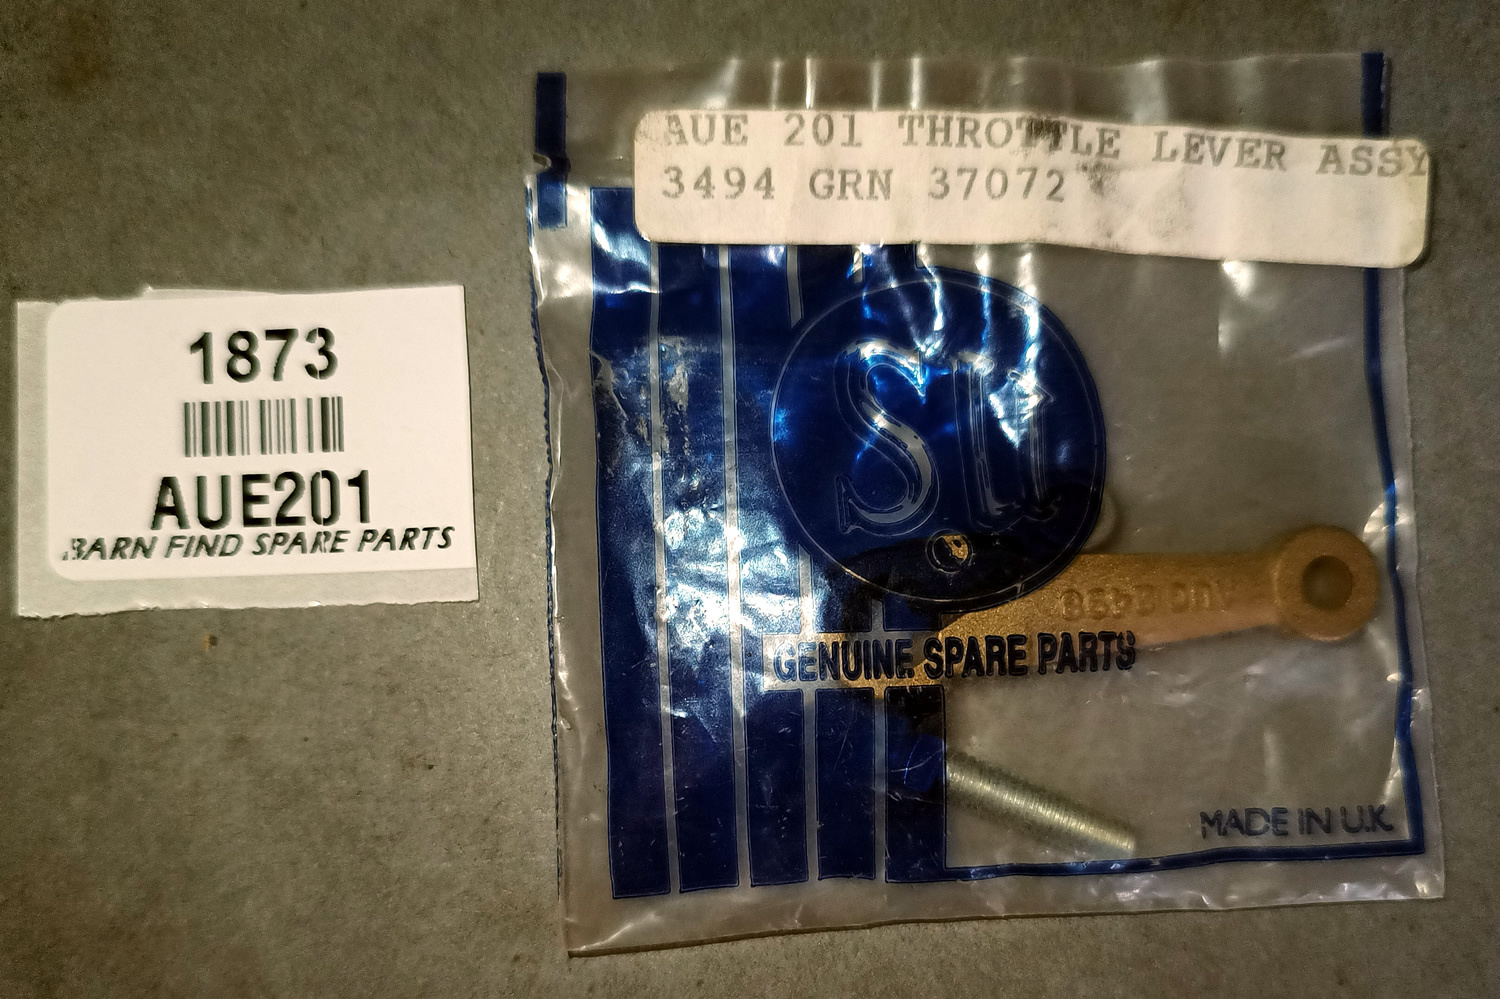 1873
AUE201
BARN FIND SPARE PARTS
AUE 201 THROTTLE LEVER ASSY
3494 GRN 37072
SU
GENUINE SPARE PARTS
MADE IN U.K